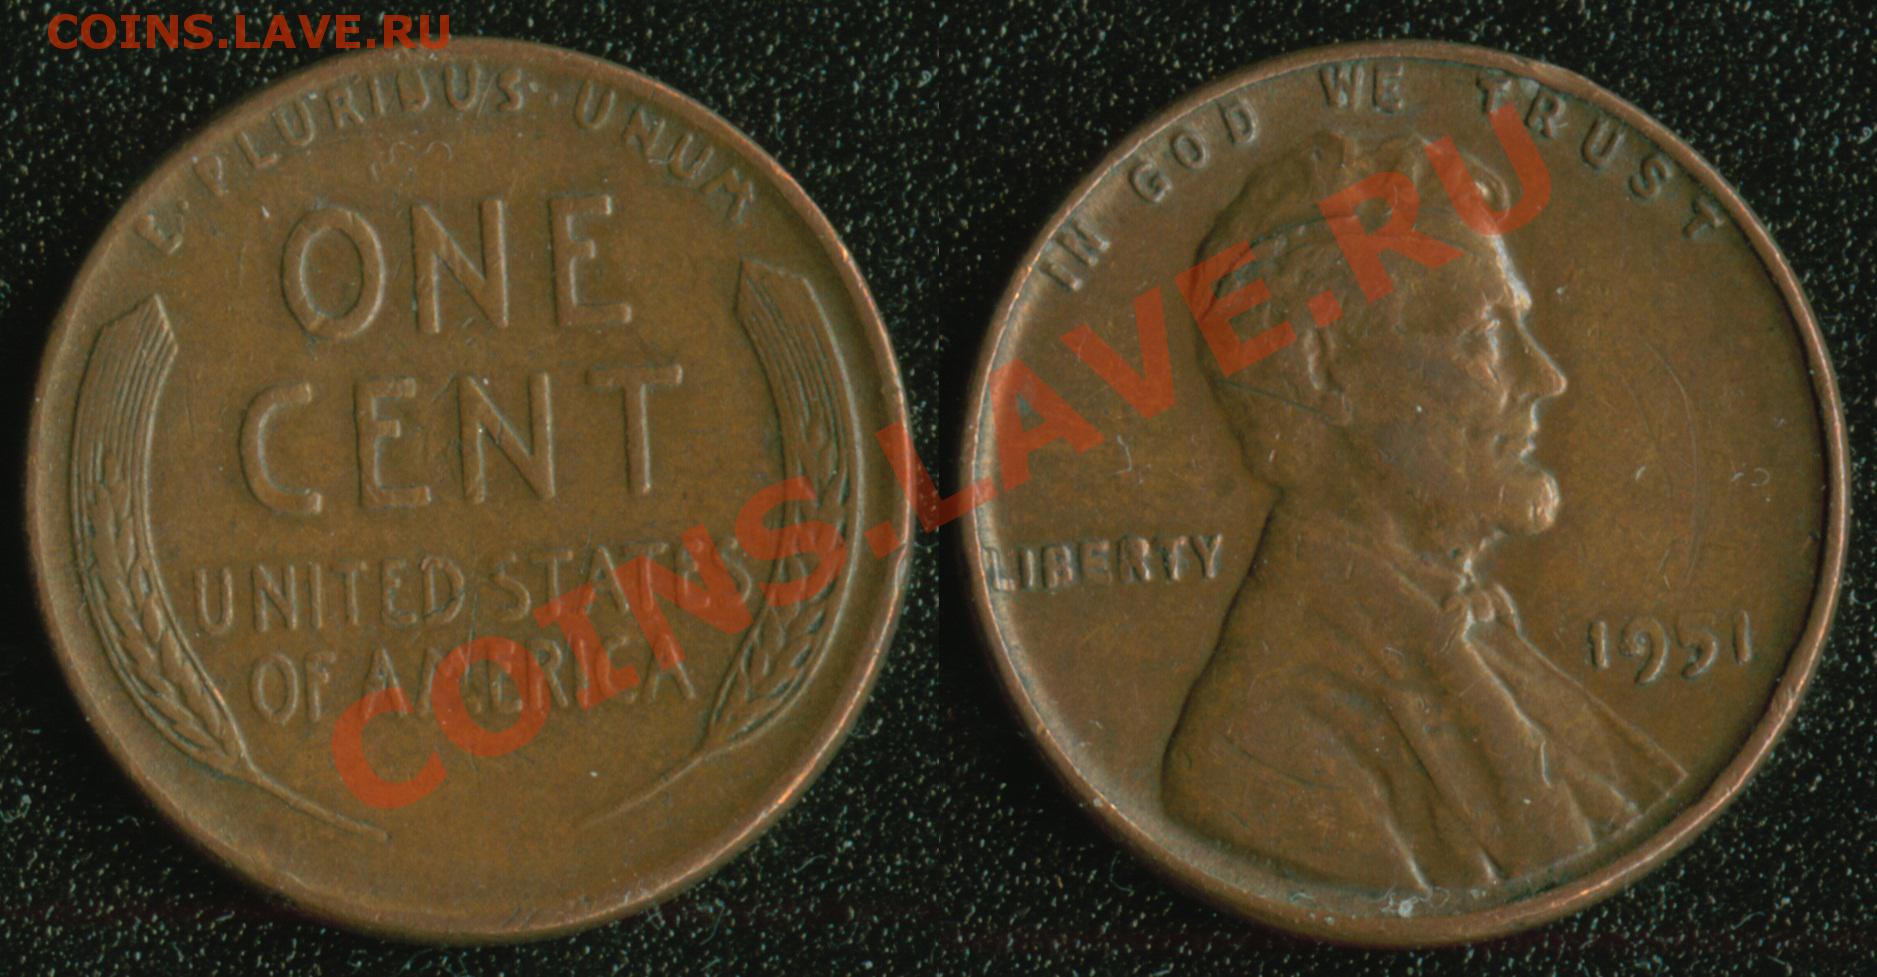 COINS.LAVE.RU
E·PLURIBUS·UNUM
ONE
CENT
UNITED STATES
OF AMERICA
IN GOD WE TRUST
LIBERTY
1951
COINS.LAVE.RU